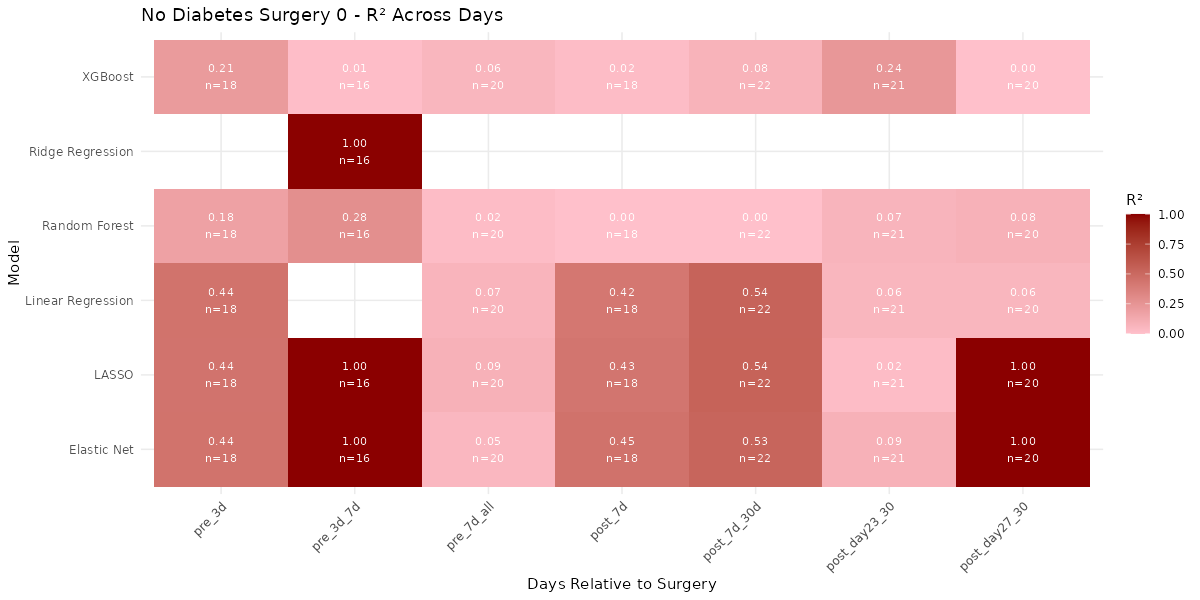 No Diabetes Surgery 0 - R² Across Days
XGBoost
0.21 0.01 0.06 0.02 0.08 0.24 0.00
n=18 n=16 n=20 n=18 n=22 n=21 n=20
Ridge Regression
1.00
n=16
Random Forest
0.18 0.28 0.02 0.00 0.00 0.07 0.08
n=18 n=16 n=20 n=18 n=22 n=21 n=20
Linear Regression
0.44 0.07 0.42 0.54 0.06 0.06
n=18 n=20 n=18 n=22 n=21 n=20
LASSO
0.44 1.00 0.09 0.43 0.54 0.02 1.00
n=18 n=16 n=20 n=18 n=22 n=21 n=20
Elastic Net
0.44 1.00 0.05 0.45 0.53 0.09 1.00
n=18 n=16 n=20 n=18 n=22 n=21 n=20
Model
pre_3d pre_3d_7d pre_7d_all post_7d post_7d_30d post_day23_30 post_day27_30
Days Relative to Surgery
R²
1.00
0.75
0.50
0.25
0.00